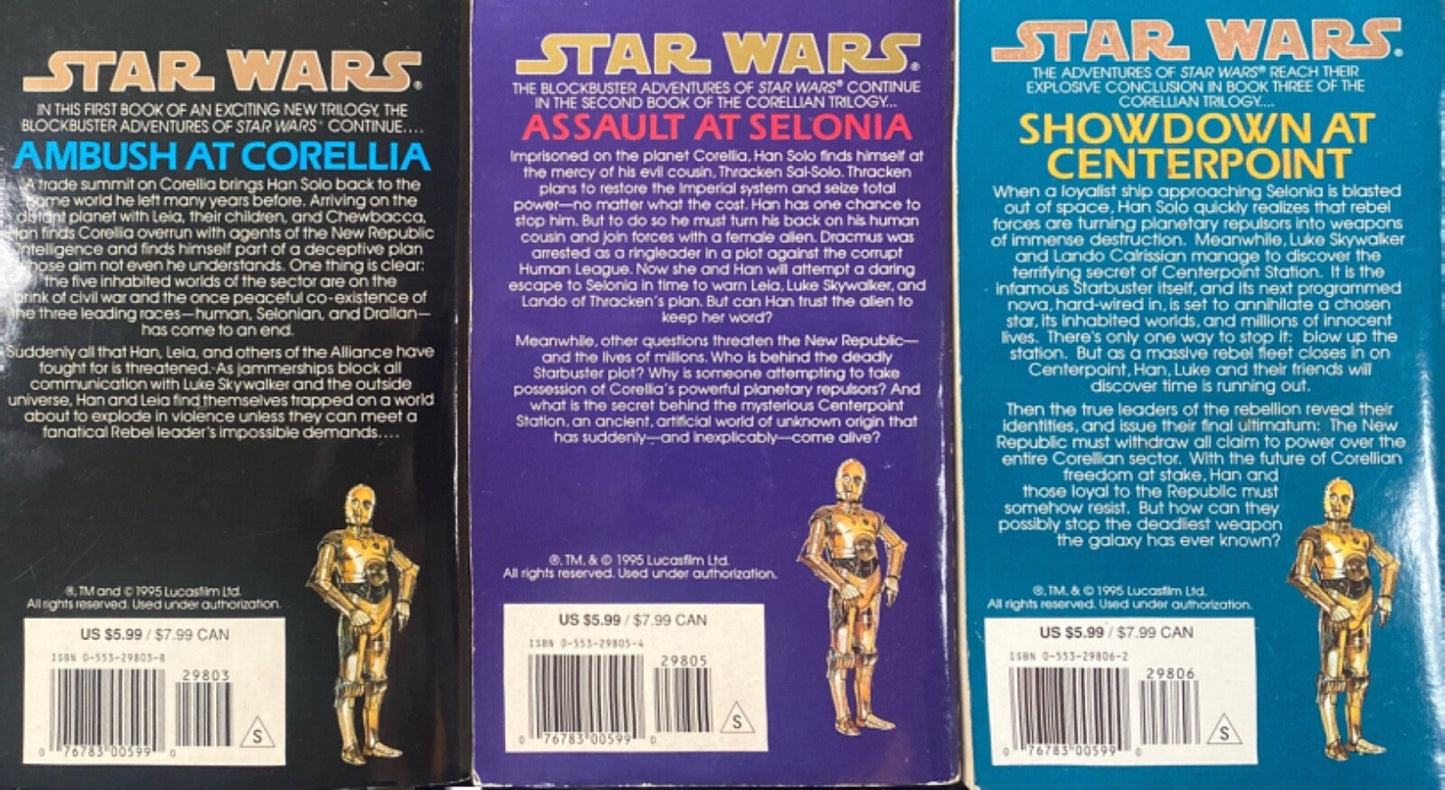 STAR WARS®
IN THIS FIRST BOOK OF AN EXCITING NEW TRILOGY, THE
BLOCKBUSTER ADVENTURES OF STAR WARS® CONTINUE....
AMBUSH AT CORELLIA
A trade summit on Corellia brings Han Solo back to the
home world he left many years before. Arriving on the
distant planet with Leia, their children, and Chewbacca,
Han finds Corellia overrun with agents of the New Republic
Intelligence and finds himself part of a deceptive plan
whose aim not even he understands. One thing is clear:
the five inhabited worlds of the sector are on the
brink of civil war and the once peaceful co-existence of
the three leading races—human, Selonian, and Drallan—
has come to an end.
Suddenly all that Han, Leia, and others of the Alliance have
fought for is threatened. As jammerships block all
communication with Luke Skywalker and the outside
universe, Han and Leia find themselves trapped on a world
about to explode in violence unless they can meet a
fanatical Rebel leader's impossible demands....
®, TM and © 1995 Lucasfilm Ltd.
All rights reserved. Used under authorization.
US $5.99 / $7.99 CAN
ISBN 0-553-29803-8
29803
0 76783 00599 0
S
STAR WARS®
THE BLOCKBUSTER ADVENTURES OF STAR WARS® CONTINUE
IN THE SECOND BOOK OF THE CORELLIAN TRILOGY...
ASSAULT AT SELONIA
Imprisoned on the planet Corellia, Han Solo finds himself at
the mercy of his evil cousin, Thracken Sal-Solo. Thracken
plans to restore the Imperial system and seize total
power—no matter what the cost. Han has one chance to
stop him. But to do so he must turn his back on his human
cousin and join forces with a female alien. Dracmus was
arrested as a ringleader in a plot against the corrupt
Human League. Now she and Han will attempt a daring
escape to Selonia in time to warn Leia, Luke Skywalker, and
Lando of Thracken's plan. But can Han trust the alien to
keep her word?
Meanwhile, other questions threaten the New Republic—
and the lives of millions. Who is behind the deadly
Starbuster plot? Why is someone attempting to take
possession of Corellia's powerful planetary repulsors? And
what is the secret behind the mysterious Centerpoint
Station, an ancient, artificial world of unknown origin that
has suddenly—and inexplicably—come alive?
®, TM, & © 1995 Lucasfilm Ltd.
All rights reserved. Used under authorization.
US $5.99 / $7.99 CAN
ISBN 0-553-29805-4
29805
0 76783 00599 0
S
STAR WARS®
THE ADVENTURES OF STAR WARS® REACH THEIR
EXPLOSIVE CONCLUSION IN BOOK THREE OF THE
CORELLIAN TRILOGY....
SHOWDOWN AT
CENTERPOINT
When a loyalist ship approaching Selonia is blasted
out of space, Han Solo quickly realizes that rebel
forces are turning planetary repulsors into weapons
of immense destruction. Meanwhile, Luke Skywalker
and Lando Calrissian manage to discover the
terrifying secret of Centerpoint Station. It is the
infamous Starbuster itself, and its next programmed
nova, hard-wired in, is set to annihilate a chosen
star, its inhabited worlds, and millions of innocent
lives. There's only one way to stop it: blow up the
station. But as a massive rebel fleet closes in on
Centerpoint, Han, Luke and their friends will
discover time is running out.
Then the true leaders of the rebellion reveal their
identities, and issue their final ultimatum: The New
Republic must withdraw all claim to power over the
entire Corellian sector. With the future of Corellian
freedom at stake, Han and
those loyal to the Republic must
somehow resist. But how can they
possibly stop the deadliest weapon
the galaxy has ever known?
®, TM, & © 1995 Lucasfilm Ltd.
All rights reserved. Used under authorization.
US $5.99 / $7.99 CAN
ISBN 0-553-29806-2
29806
0 76783 00599 0
S